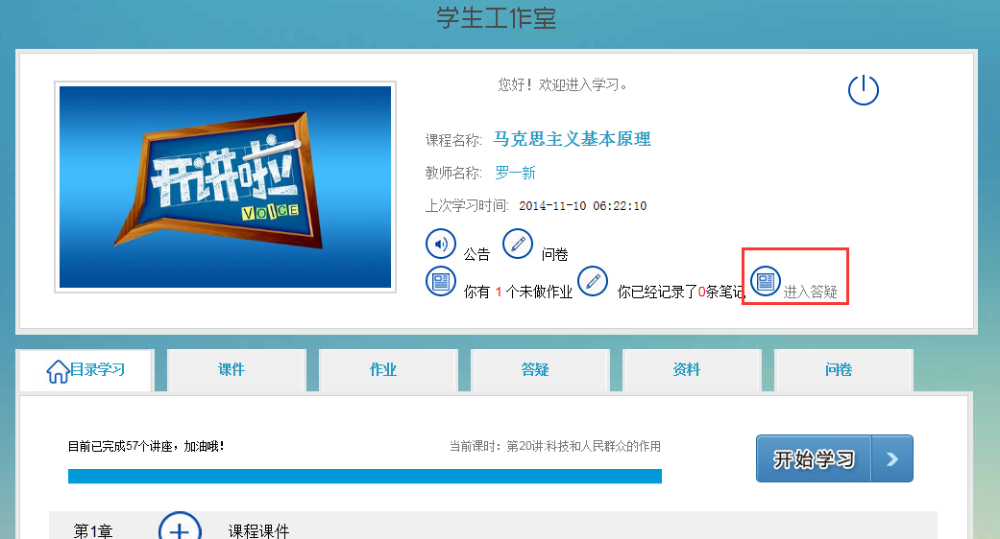 学生工作室
您好！欢迎进入学习。
开讲啦
VOICE
课程名称: 马克思主义基本原理
教师名称: 罗一新
上次学习时间: 2014-11-10 06:22:10
公告 问卷
你有 1 个未做作业 你已经记录了0条笔记 进入答疑
目录学习 课件 作业 答疑 资料 问卷
目前已完成57个讲座，加油哦！ 当前课时：第20讲:科技和人民群众的作用
开始学习
第1章 课程课件